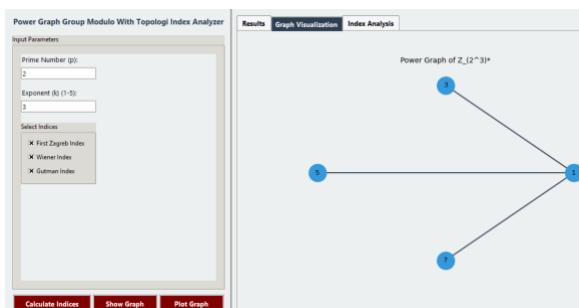 Power Graph Group Modulo With Topologi Index Analyzer
Input Parameters
Prime Number (p):
2
Exponent (k) (1-5):
3
Select Indices
First Zagreb Index
Wiener Index
Gutman Index
Calculate Indices Show Graph Plot Graph
Results Graph Visualization Index Analysis
Power Graph of Z_(2^3)*
3
5
1
7